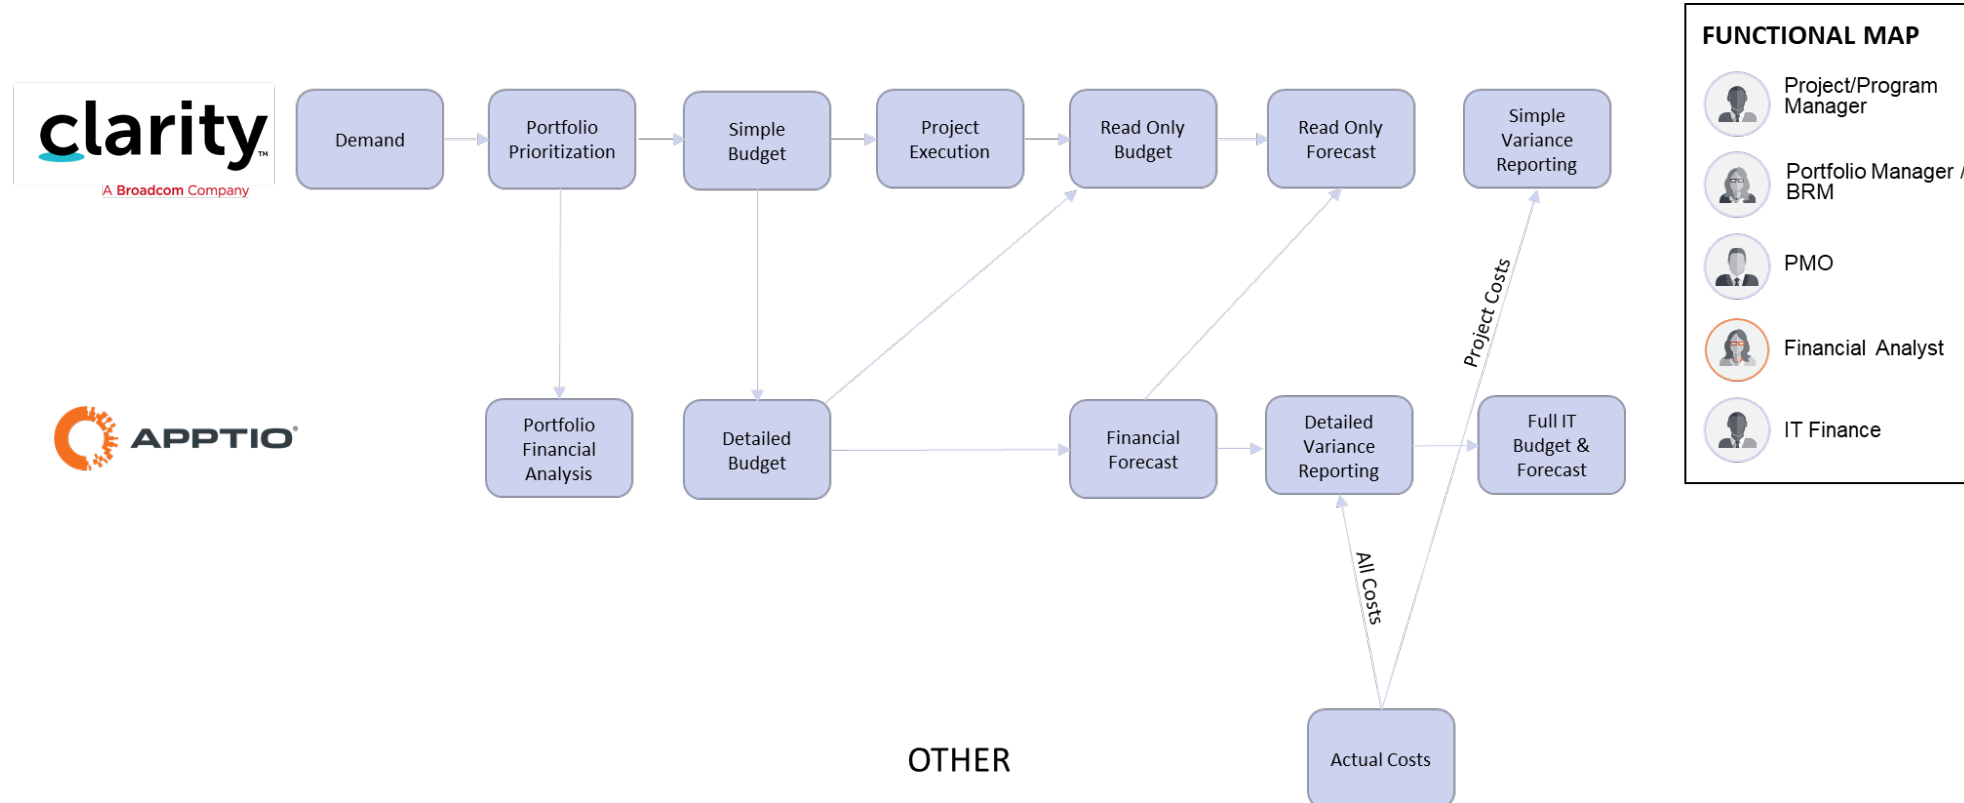 FUNCTIONAL MAP
Project/Program
Manager
Portfolio Manager /
BRM
PMO
Financial Analyst
IT Finance
clarity™
A Broadcom Company
Demand
Portfolio
Prioritization
Simple
Budget
Project
Execution
Read Only
Budget
Read Only
Forecast
Simple
Variance
Reporting
Project Costs
APPTIO®
Portfolio
Financial
Analysis
Detailed
Budget
Financial
Forecast
Detailed
Variance
Reporting
Full IT
Budget &
Forecast
All Costs
OTHER
Actual Costs